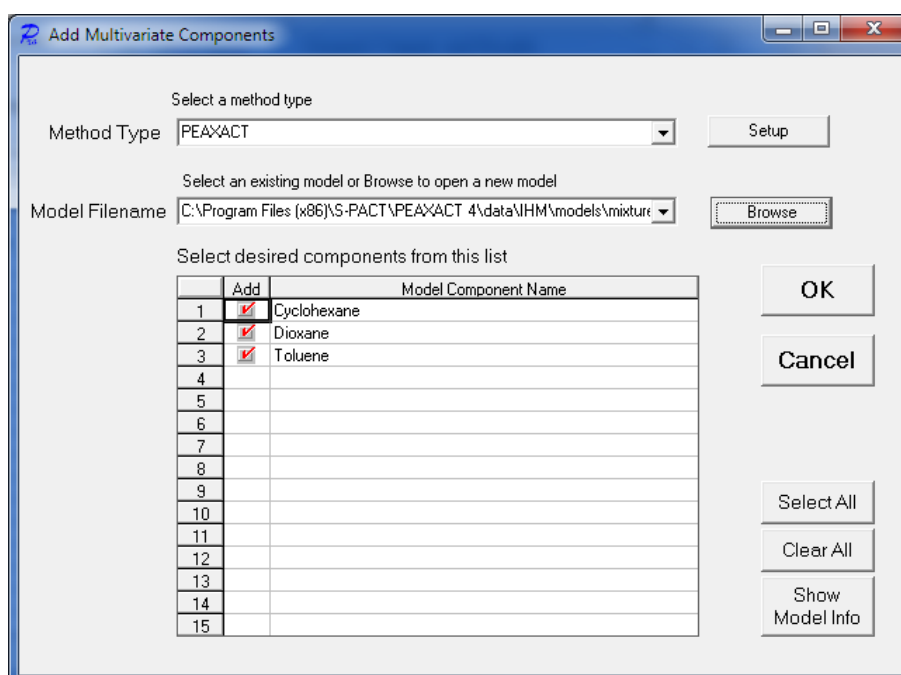 Add Multivariate Components
Select a method type
Method Type PEAXACT Setup
Select an existing model or Browse to open a new model
Model Filename C:\Program Files (x86)\S-PACT\PEAXACT 4\data\IHM\models\mixture Browse
Select desired components from this list
Add Model Component Name
1 Cyclohexane
2 Dioxane
3 Toluene
4
5
6
7
8
9
10
11
12
13
14
15
OK
Cancel
Select All
Clear All
Show
Model Info